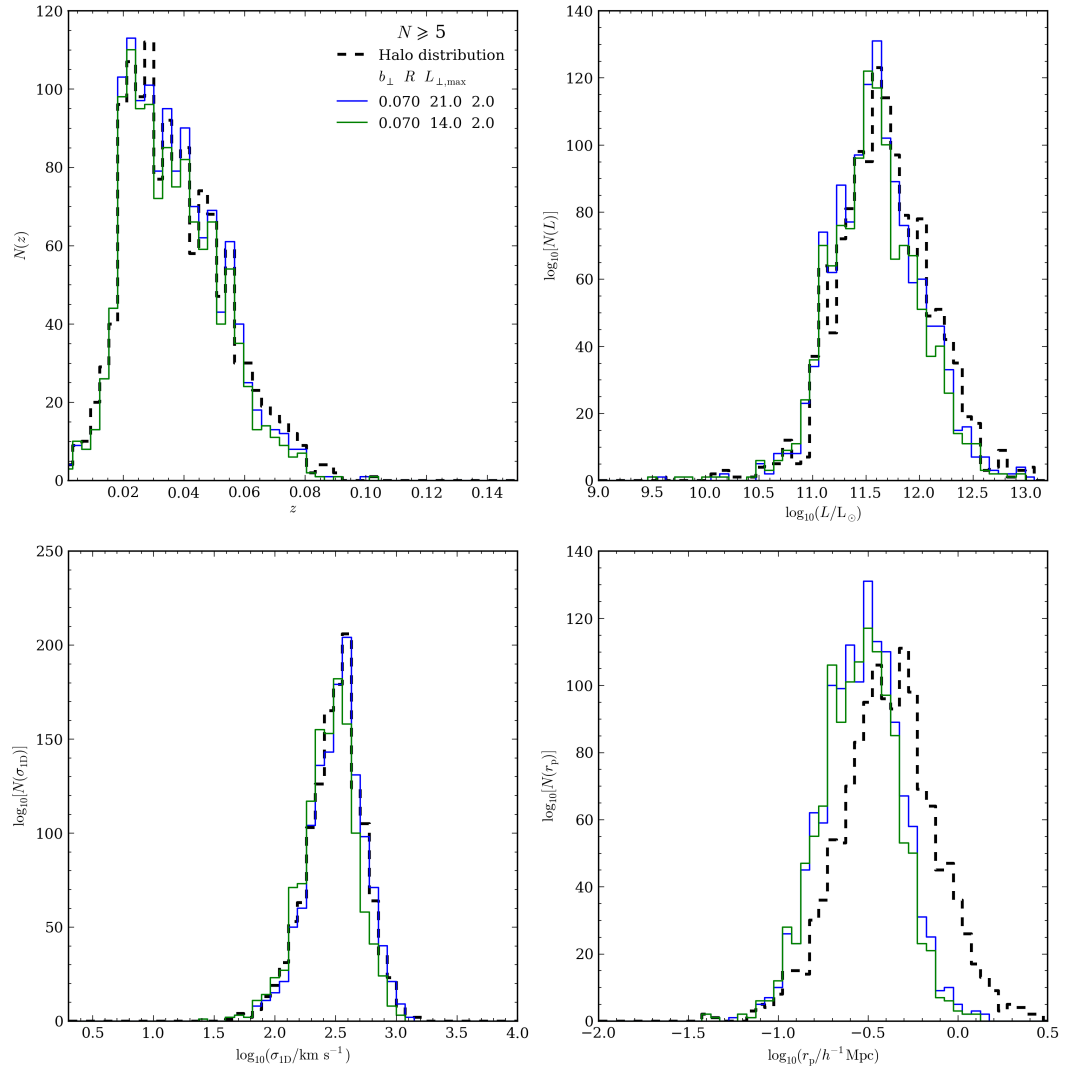 140
120
100
80
60
40
20
0
N(z)
0.02 0.04 0.06 0.08 0.10 0.12 0.14
z
N ⩾ 5
Halo distribution
b⊥ R L⊥,max
0.070 21.0 2.0
0.070 14.0 2.0
140
120
100
80
60
40
20
0
log₁₀[N(L)]
9.0 9.5 10.0 10.5 11.0 11.5 12.0 12.5 13.0
log₁₀(L/L⊙)
250
200
150
100
50
0
log₁₀[N(σ₁D)]
0.5 1.0 1.5 2.0 2.5 3.0 3.5 4.0
log₁₀(σ₁D/km s⁻¹)
140
120
100
80
60
40
20
0
log₁₀[N(rₚ)]
−2.0 −1.5 −1.0 −0.5 0.0 0.5
log₁₀(rₚ/h⁻¹Mpc)